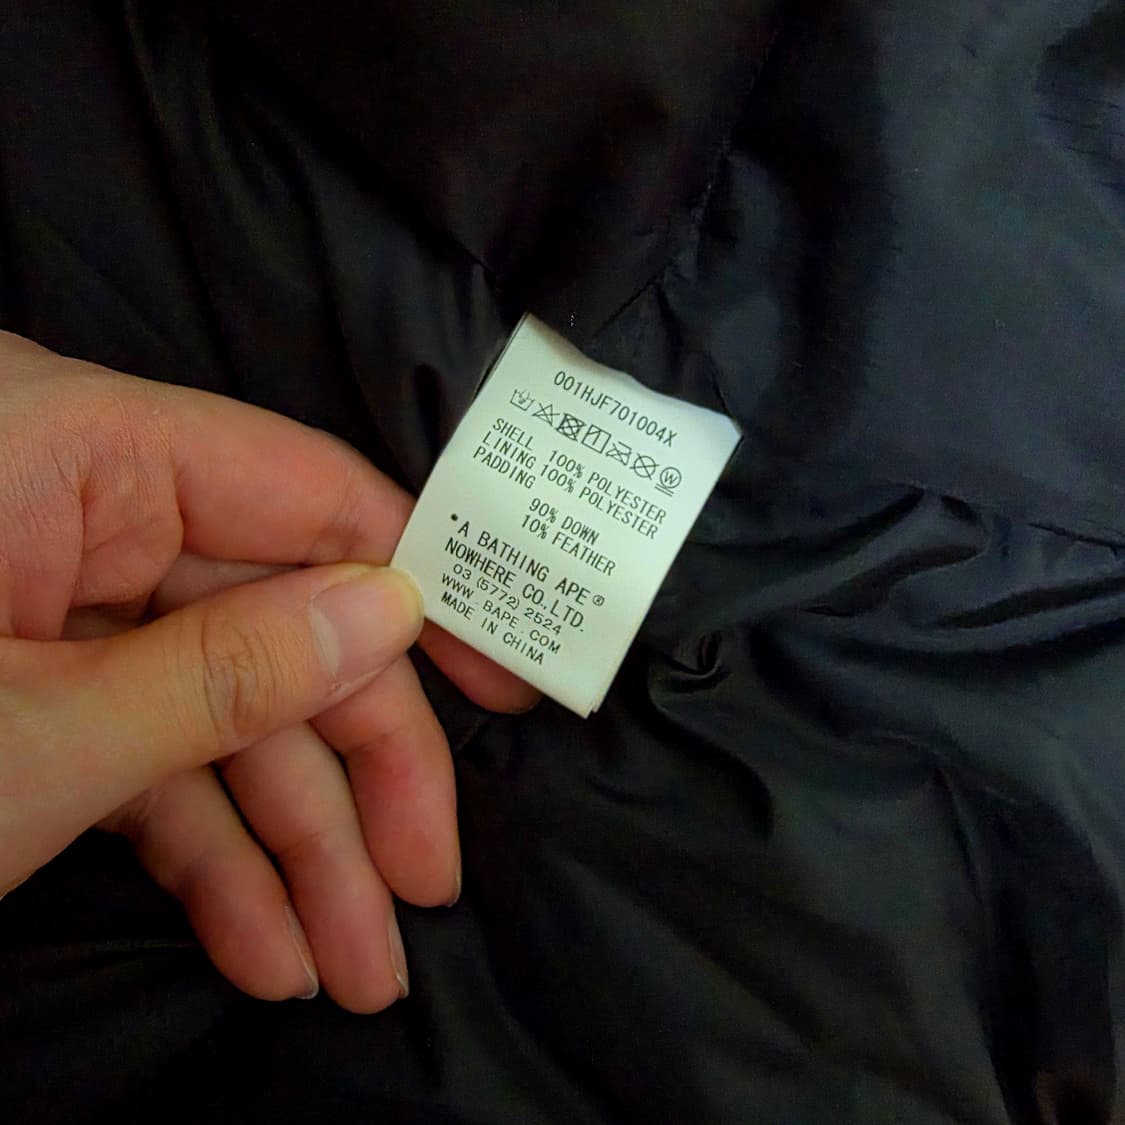 001HJF701004X
W
SHELL 100% POLYESTER
LINING 100% POLYESTER
PADDING
90% DOWN
10% FEATHER
*A BATHING APE®
NOWHERE CO.,LTD.
03 (5772) 2524
WWW.BAPE.COM
MADE IN CHINA